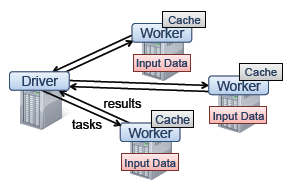 Cache
Worker
Input Data
Cache
Driver
Worker
results
Input Data
Cache
tasks
Worker
Input Data